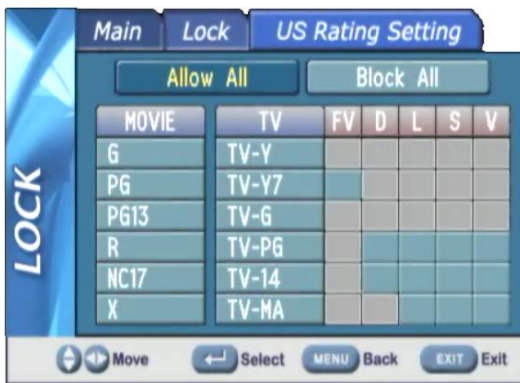 Main Lock US Rating Setting
Allow All Block All
MOVIE TV FV D L S V
G TV-Y
PG TV-Y7
PG13 TV-G
R TV-PG
NC17 TV-14
X TV-MA
LOCK
Move Select MENU Back EXIT Exit